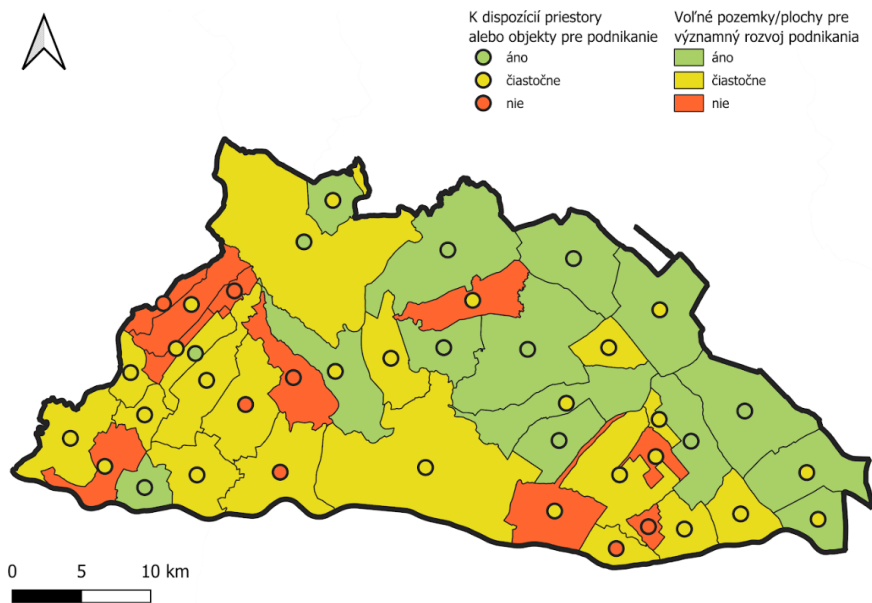 K dispozícií priestory
alebo objekty pre podnikanie
áno
čiastočne
nie
Voľné pozemky/plochy pre
významný rozvoj podnikania
áno
čiastočne
nie
0 5 10 km